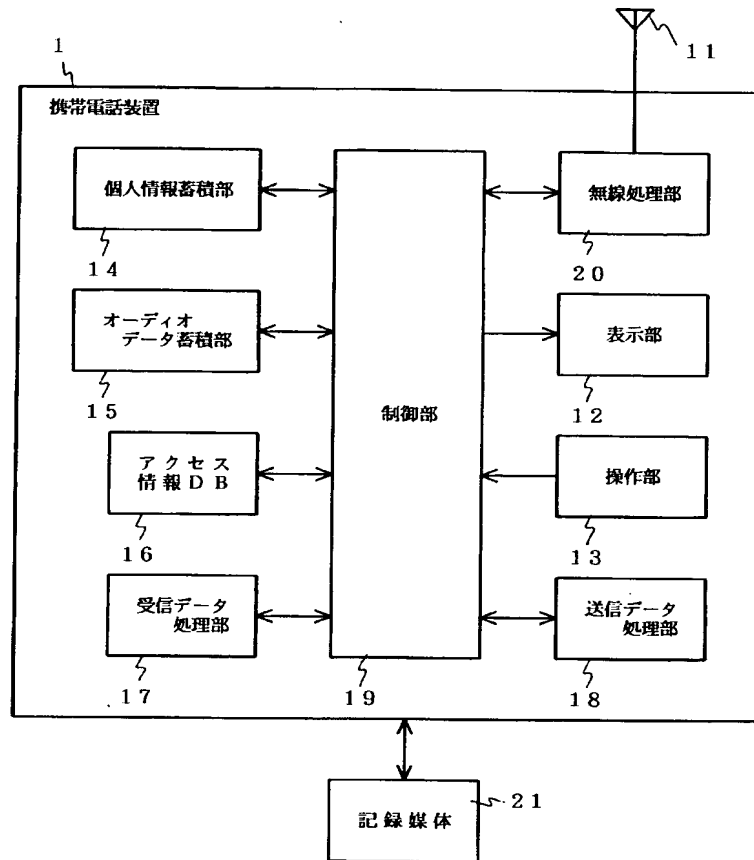 1
11
携帯電話装置
個人情報蓄積部
14
無線処理部
20
オーディオ
データ蓄積部
15
制御部
19
表示部
12
アクセス
情報DB
16
操作部
13
受信データ
処理部
17
送信データ
処理部
18
記録媒体
21